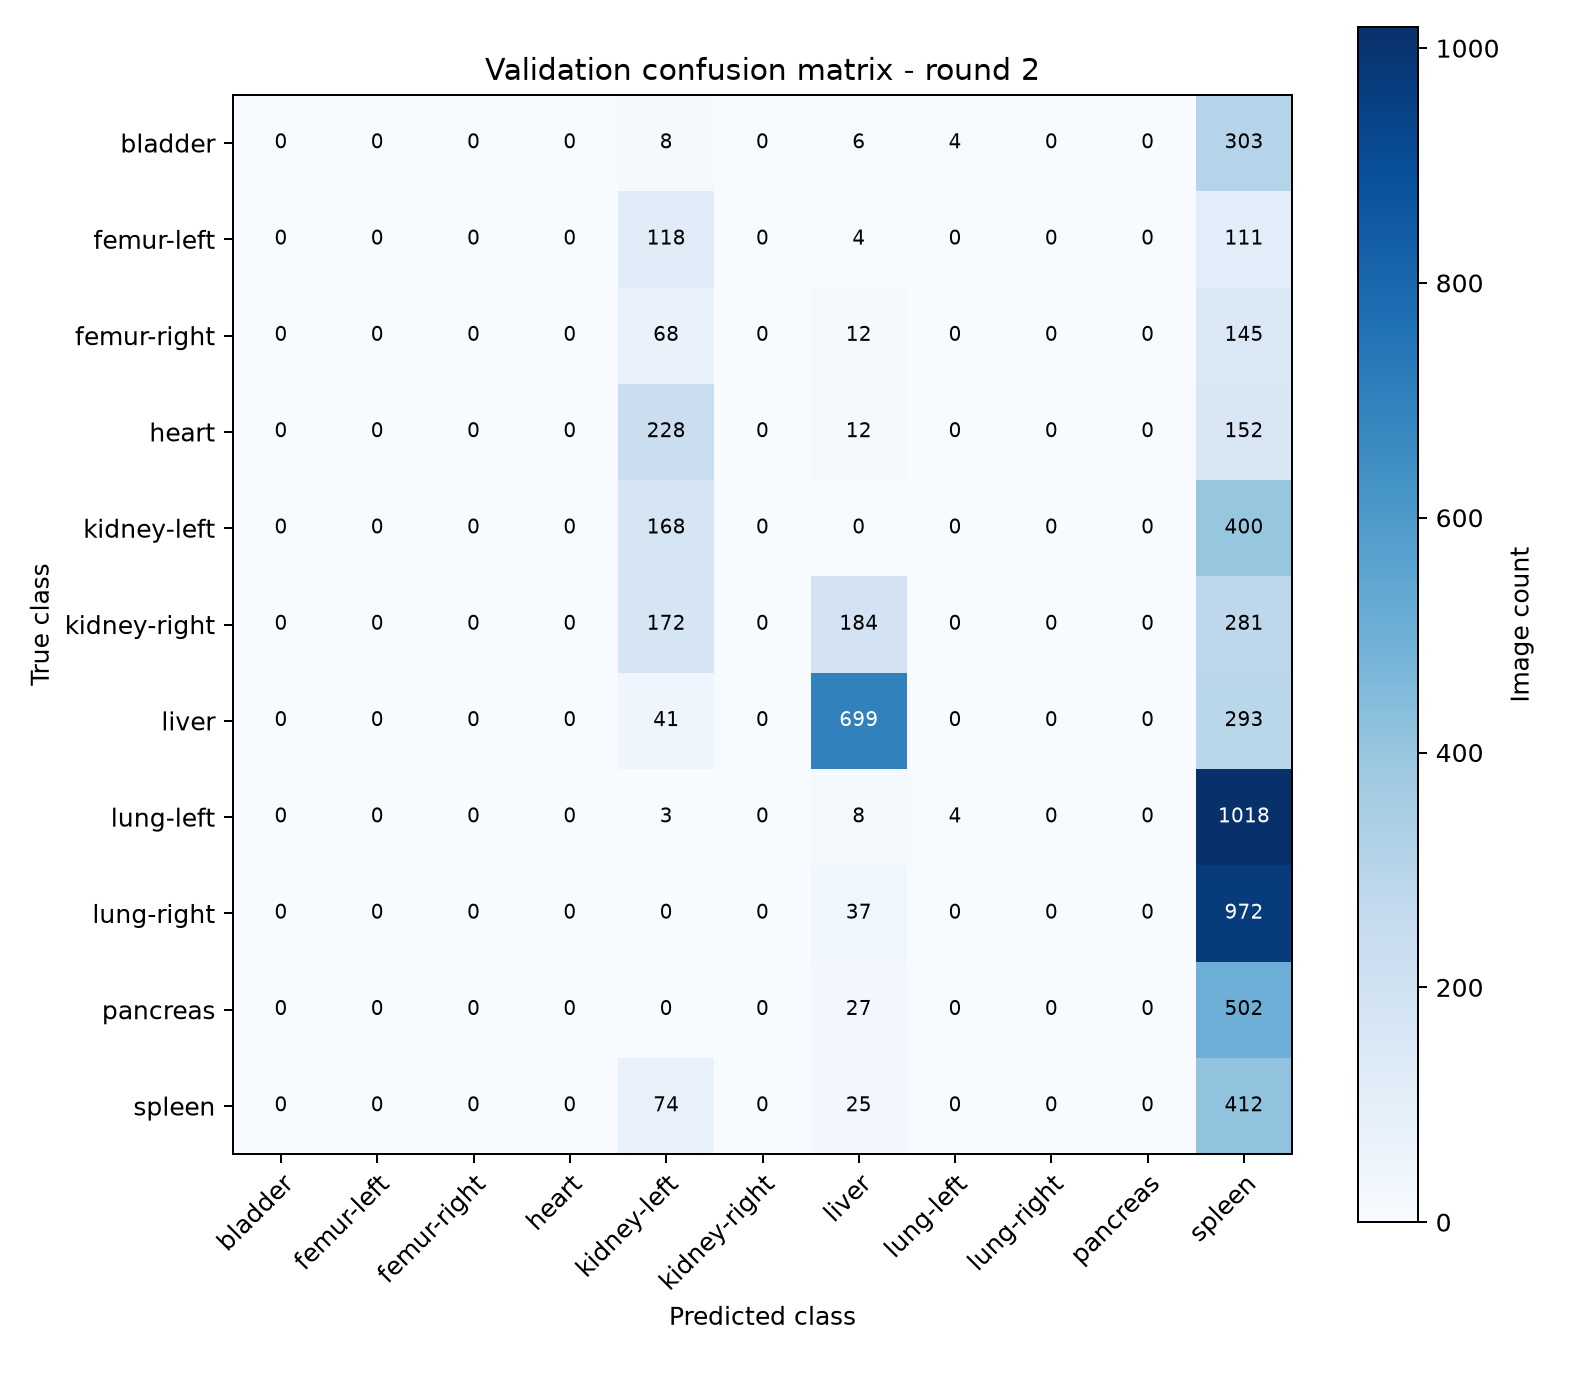 Validation confusion matrix - round 2
True class
bladder 0 0 0 0 8 0 6 4 0 0 303
femur-left 0 0 0 0 118 0 4 0 0 0 111
femur-right 0 0 0 0 68 0 12 0 0 0 145
heart 0 0 0 0 228 0 12 0 0 0 152
kidney-left 0 0 0 0 168 0 0 0 0 0 400
kidney-right 0 0 0 0 172 0 184 0 0 0 281
liver 0 0 0 0 41 0 699 0 0 0 293
lung-left 0 0 0 0 3 0 8 4 0 0 1018
lung-right 0 0 0 0 0 0 37 0 0 0 972
pancreas 0 0 0 0 0 0 27 0 0 0 502
spleen 0 0 0 0 74 0 25 0 0 0 412
bladder femur-left femur-right heart kidney-left kidney-right liver lung-left lung-right pancreas spleen
Predicted class
1000
800
600
400
200
0
Image count